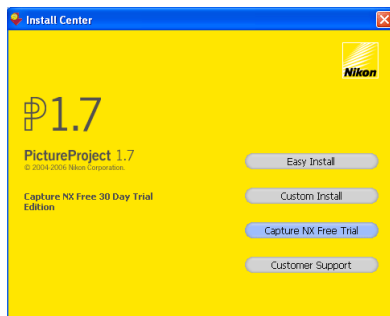 Install Center
Nikon
P1.7
PictureProject 1.7
© 2004-2006 Nikon Corporation.
Capture NX Free 30 Day Trial
Edition
Easy Install
Custom Install
Capture NX Free Trial
Customer Support